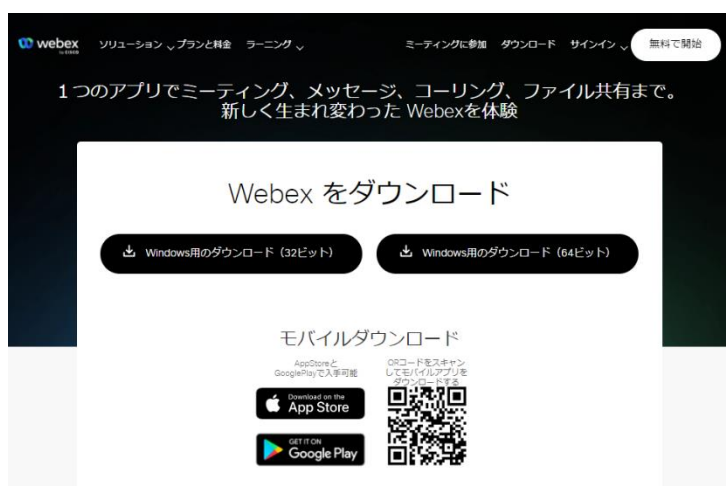 webex
by CISCO
ソリューション プランと料金 ラーニング ミーティングに参加 ダウンロード サインイン 無料で開始
1つのアプリでミーティング、メッセージ、コーリング、ファイル共有まで。
新しく生まれ変わった Webexを体験
Webex をダウンロード
Windows用のダウンロード（32ビット） Windows用のダウンロード（64ビット）
モバイルダウンロード
AppStoreと
GooglePlayで入手可能
Download on the
App Store
GET IT ON
Google Play
QRコードをスキャン
してモバイルアプリを
ダウンロードする